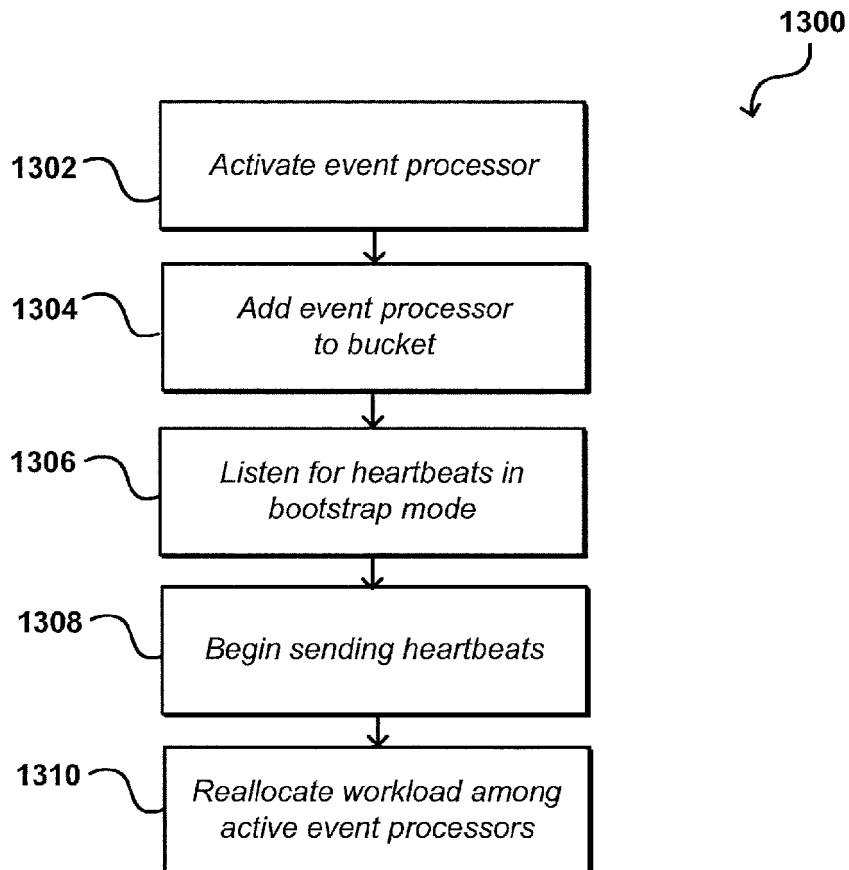 1300
1302
Activate event processor
1304
Add event processor
to bucket
1306
Listen for heartbeats in
bootstrap mode
1308
Begin sending heartbeats
1310
Reallocate workload among
active event processors